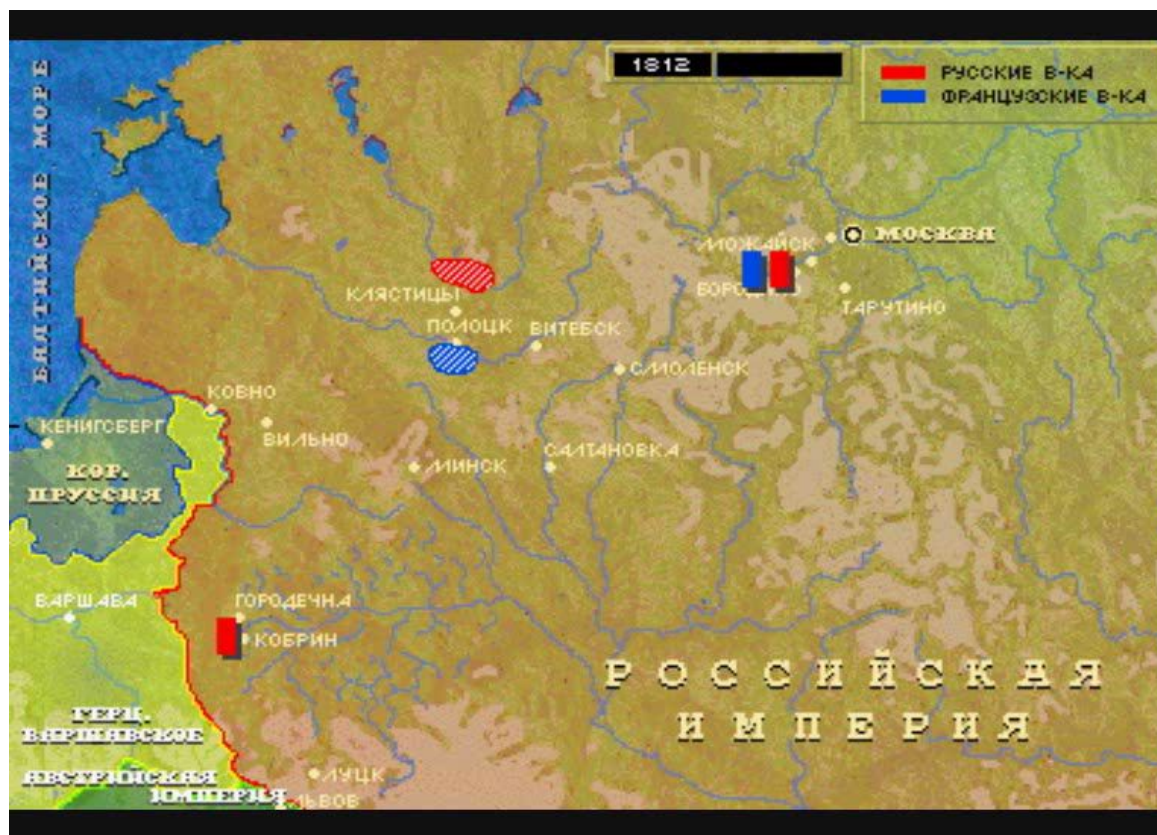 БАЛТИЙСКОЕ МОРЕ
1812
РУССКИЕ В-КА
ФРАНЦУЗСКИЕ В-КА
МОСКВА
МОЖАЙСК
КЛЯСТИЦЫ
ТАРУТИНО
ПОЛОЦК
ВИТЕБСК
СМОЛЕНСК
КОВНО
КЕНИГСБЕРГ
ВИЛЬНО
САЛТАНОВКА
МИНСК
КОР.
ПРУССИЯ
ВАРШАВА
ГОРОДЕЧНА
КОБРИН
РОССИЙСКАЯ
ИМПЕРИЯ
ГЕРЦ.
ВАРШАВСКОЕ
АВСТРИЙСКАЯ
ИМПЕРИЯ
ЛУЦК
ЛЬВОВ